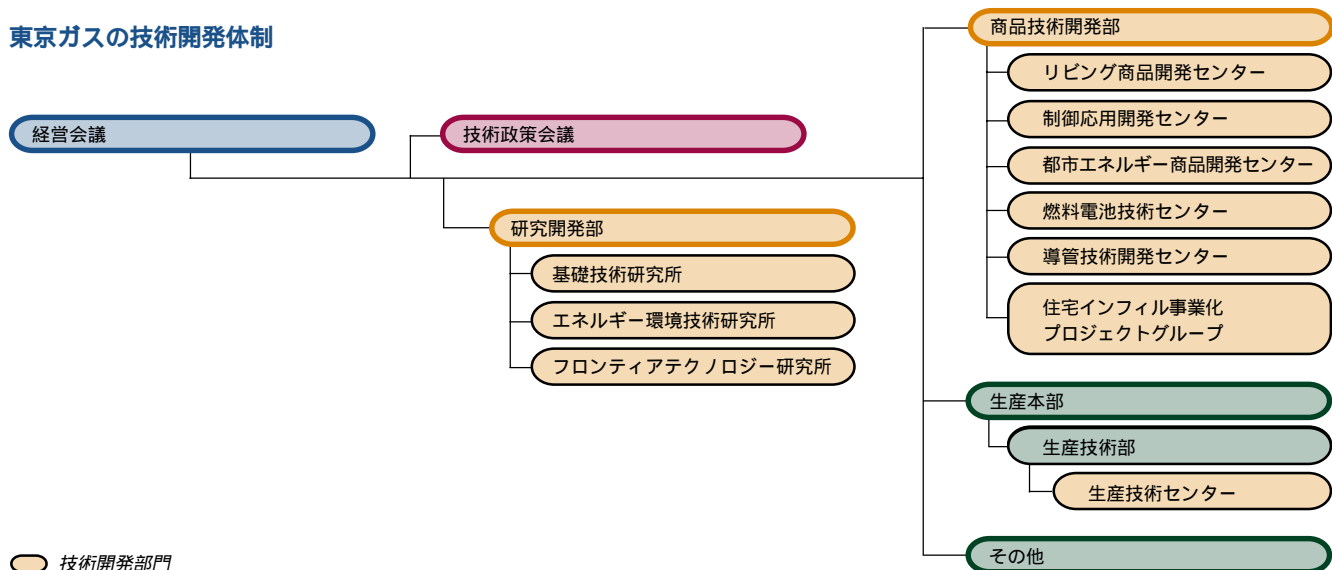 東京ガスの技術開発体制
経営会議
技術政策会議
研究開発部
基礎技術研究所
エネルギー環境技術研究所
フロンティアテクノロジー研究所
商品技術開発部
リビング商品開発センター
制御応用開発センター
都市エネルギー商品開発センター
燃料電池技術センター
導管技術開発センター
住宅インフィル事業化
プロジェクトグループ
生産本部
生産技術部
生産技術センター
その他
技術開発部門